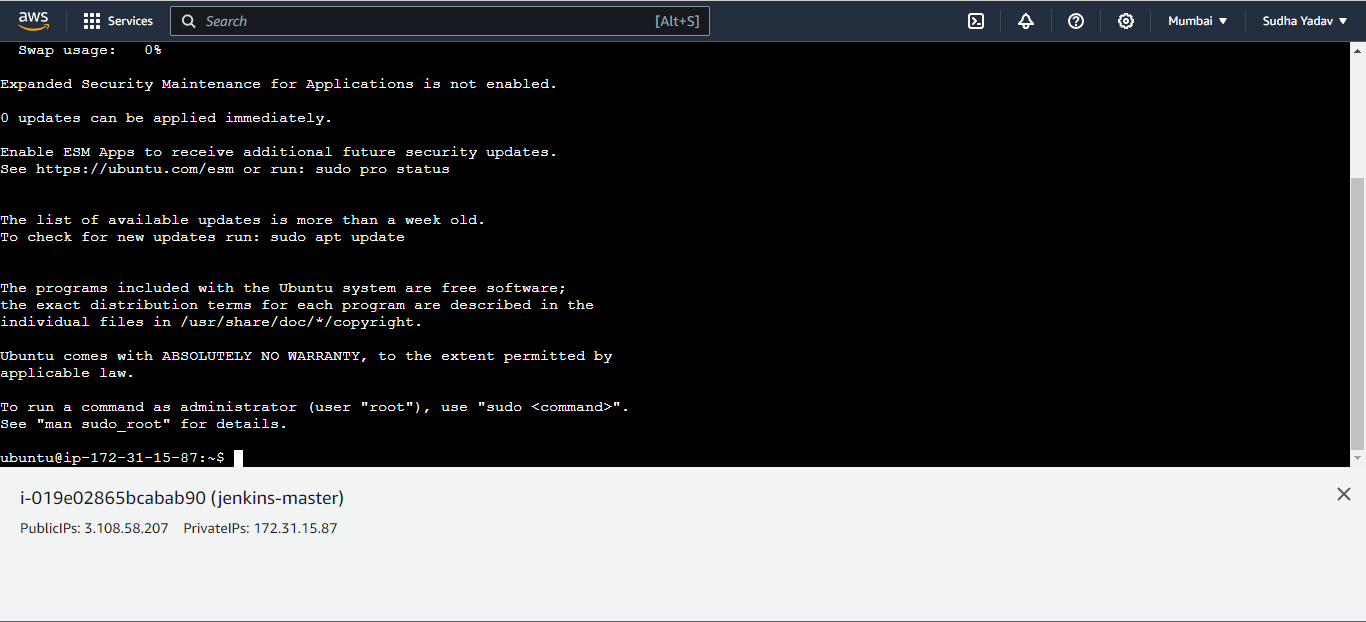 aws Services Search [Alt+S] Mumbai Sudha Yadav
Swap usage: 0%
Expanded Security Maintenance for Applications is not enabled.
0 updates can be applied immediately.
Enable ESM Apps to receive additional future security updates.
See https://ubuntu.com/esm or run: sudo pro status
The list of available updates is more than a week old.
To check for new updates run: sudo apt update
The programs included with the Ubuntu system are free software;
the exact distribution terms for each program are described in the
individual files in /usr/share/doc/*/copyright.
Ubuntu comes with ABSOLUTELY NO WARRANTY, to the extent permitted by
applicable law.
To run a command as administrator (user "root"), use "sudo <command>".
See "man sudo_root" for details.
ubuntu@ip-172-31-15-87:~$
i-019e02865bcabab90 (jenkins-master)
PublicIPs: 3.108.58.207 PrivateIPs: 172.31.15.87